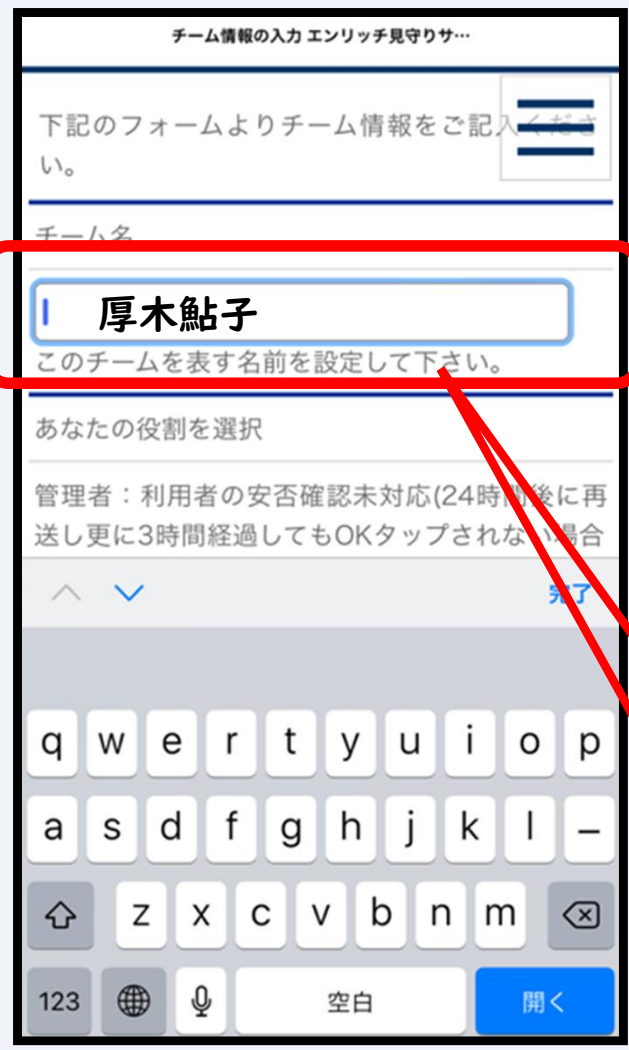 チーム情報の入力 エンリッチ見守りサ…
下記のフォームよりチーム情報をご記入くださ
い。
チーム名
厚木鮎子
このチームを表す名前を設定して下さい。
あなたの役割を選択
管理者：利用者の安否確認未対応(24時間後に再
送し更に3時間経過してもOKタップされない場合
完了
q w e r t y u i o p
a s d f g h j k l –
z x c v b n m
123 空白 開く